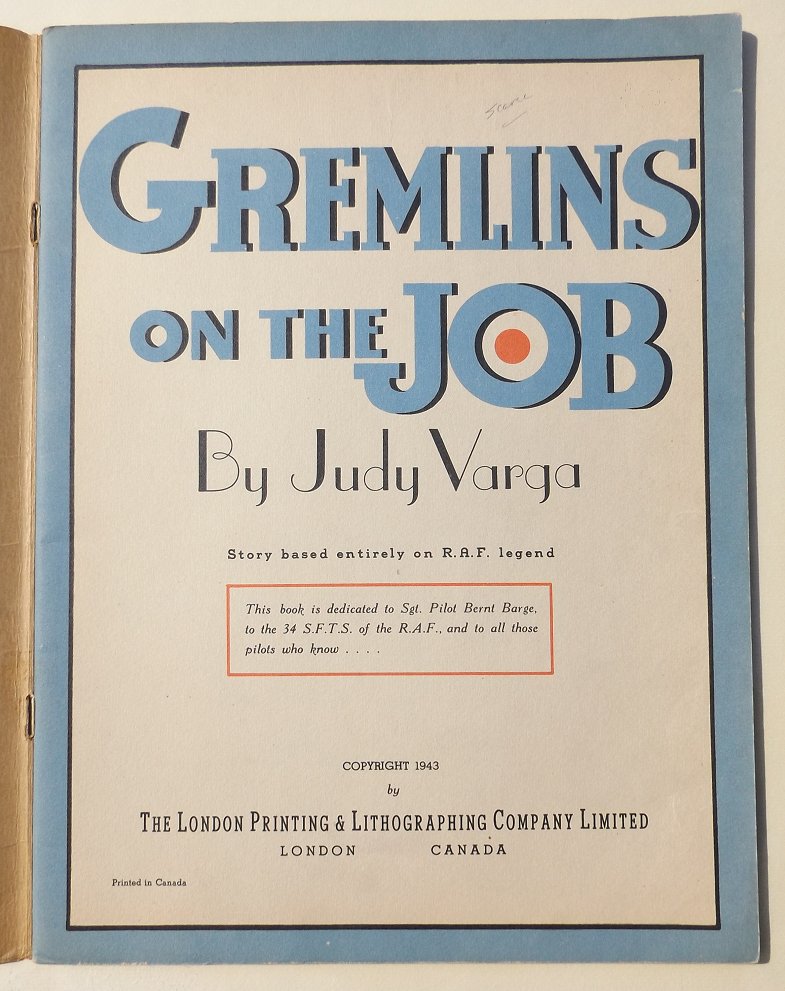 scarce
GREMLINS
ON THE JOB
By Judy Varga
Story based entirely on R.A.F. legend
This book is dedicated to Sgt. Pilot Bernt Barge,
to the 34 S.F.T.S. of the R.A.F., and to all those
pilots who know . . . .
COPYRIGHT 1943
by
THE LONDON PRINTING & LITHOGRAPHING COMPANY LIMITED
LONDON CANADA
Printed in Canada